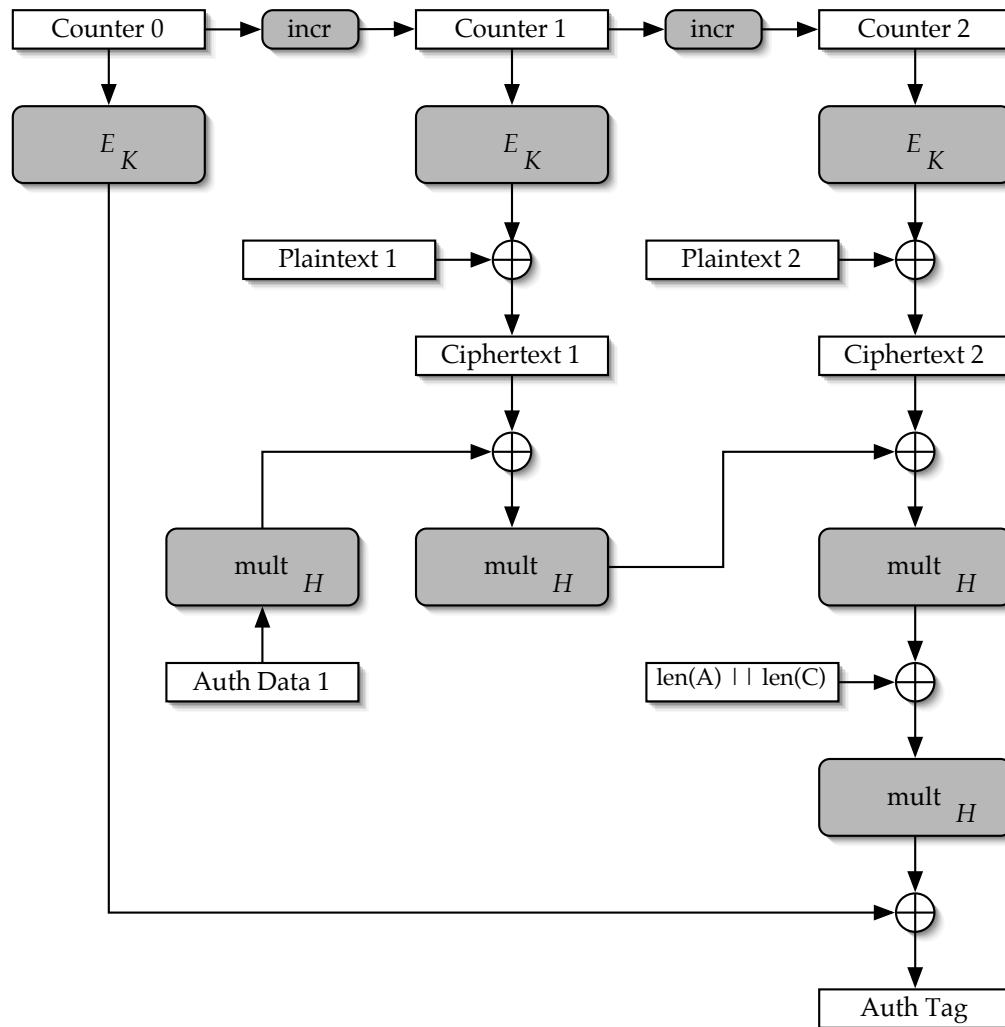 Counter 0
incr
Counter 1
incr
Counter 2
E K
E K
E K
Plaintext 1
Plaintext 2
Ciphertext 1
Ciphertext 2
mult H
mult H
mult H
Auth Data 1
len(A) || len(C)
mult H
Auth Tag